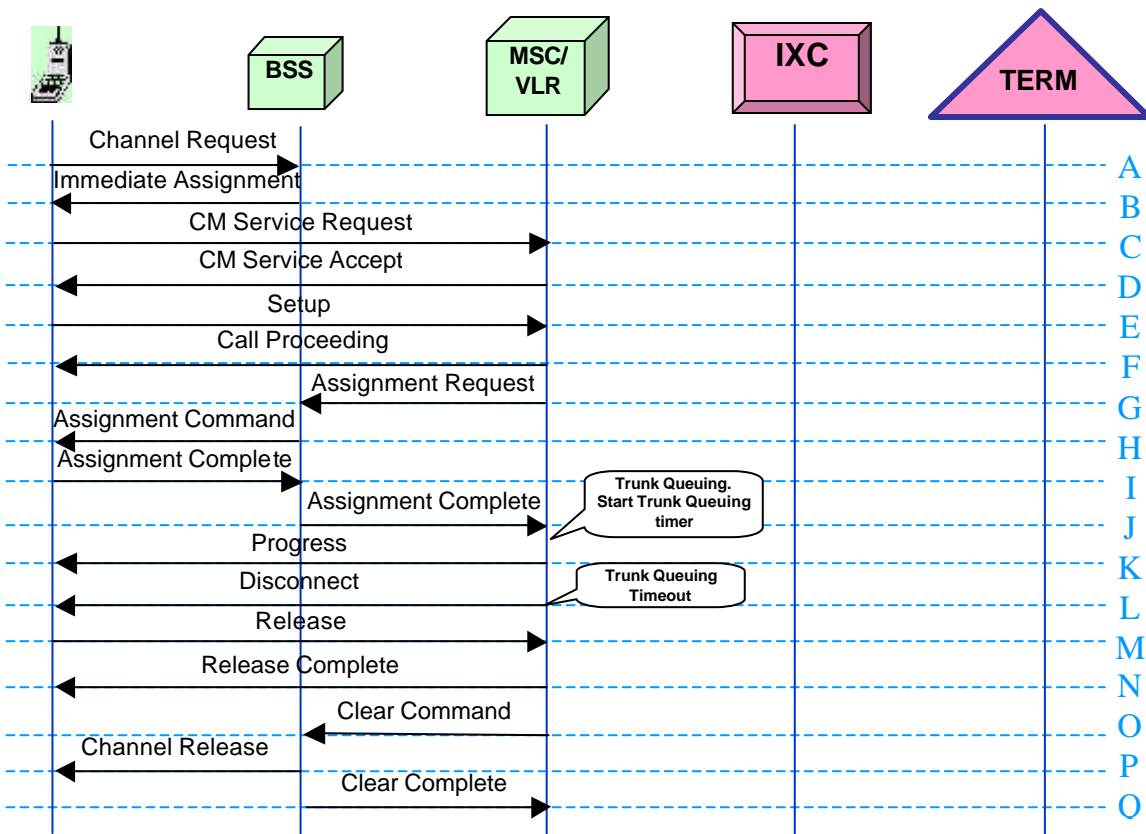 BSS
MSC/
VLR
IXC
TERM
Channel Request
A
Immediate Assignment
B
CM Service Request
C
CM Service Accept
D
Setup
E
Call Proceeding
F
Assignment Request
G
Assignment Command
H
Assignment Complete
I
Trunk Queuing.
Start Trunk Queuing
timer
Assignment Complete
J
Progress
K
Disconnect
Trunk Queuing
Timeout
L
Release
M
Release Complete
N
Clear Command
O
Channel Release
P
Clear Complete
Q